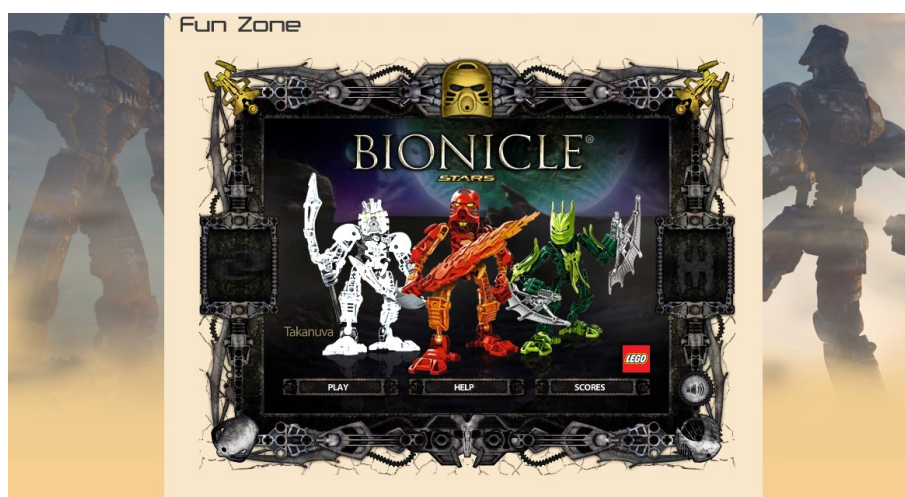 Fun Zone
BIONICLE®
STARS
Takanuva
LEGO
PLAY
HELP
SCORES